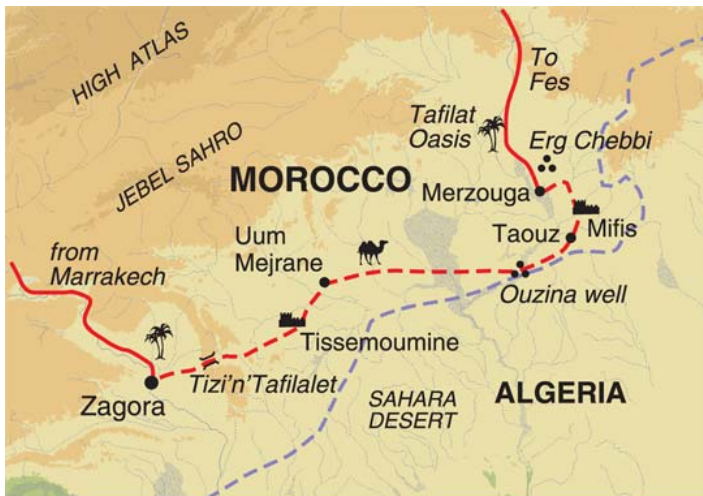 HIGH ATLAS
To
Fes
Tafilat
Oasis
Erg Chebbi
JEBEL SAHRO
MOROCCO
Merzouga
Mifis
Taouz
from
Marrakech
Uum
Mejrane
Ouzina well
Tissemoumine
Tizi'n'Tafilalet
Zagora
SAHARA
DESERT
ALGERIA